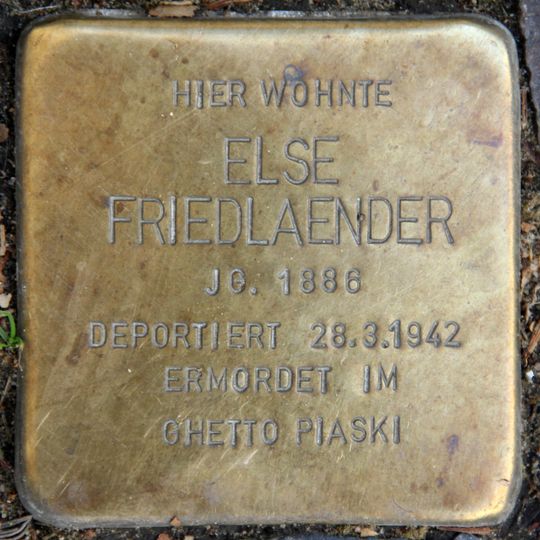 HIER WOHNTE
ELSE
FRIEDLAENDER
JG. 1886
DEPORTIERT 28.3.1942
ERMORDET IM
GHETTO PIASKI